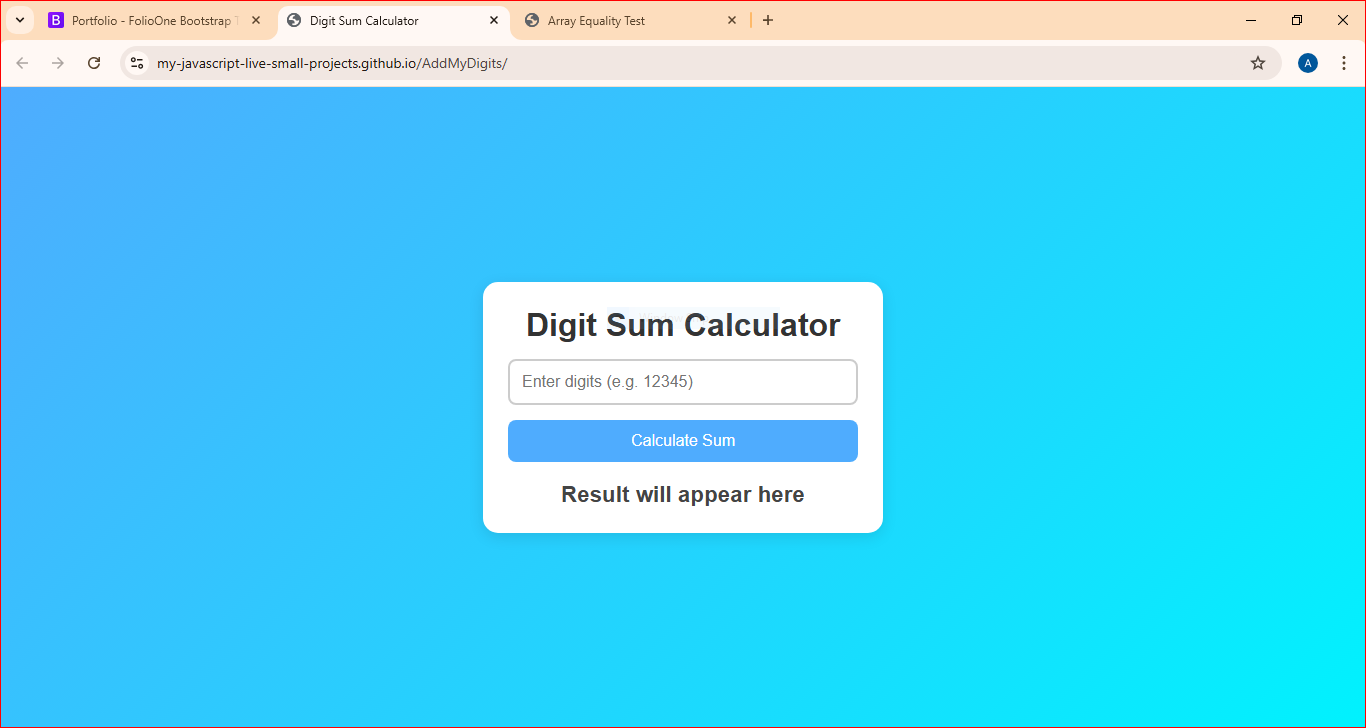 B Portfolio - FolioOne Bootstrap
Digit Sum Calculator
Array Equality Test
my-javascript-live-small-projects.github.io/AddMyDigits/
A
Digit Sum Calculator
Enter digits (e.g. 12345)
Calculate Sum
Result will appear here